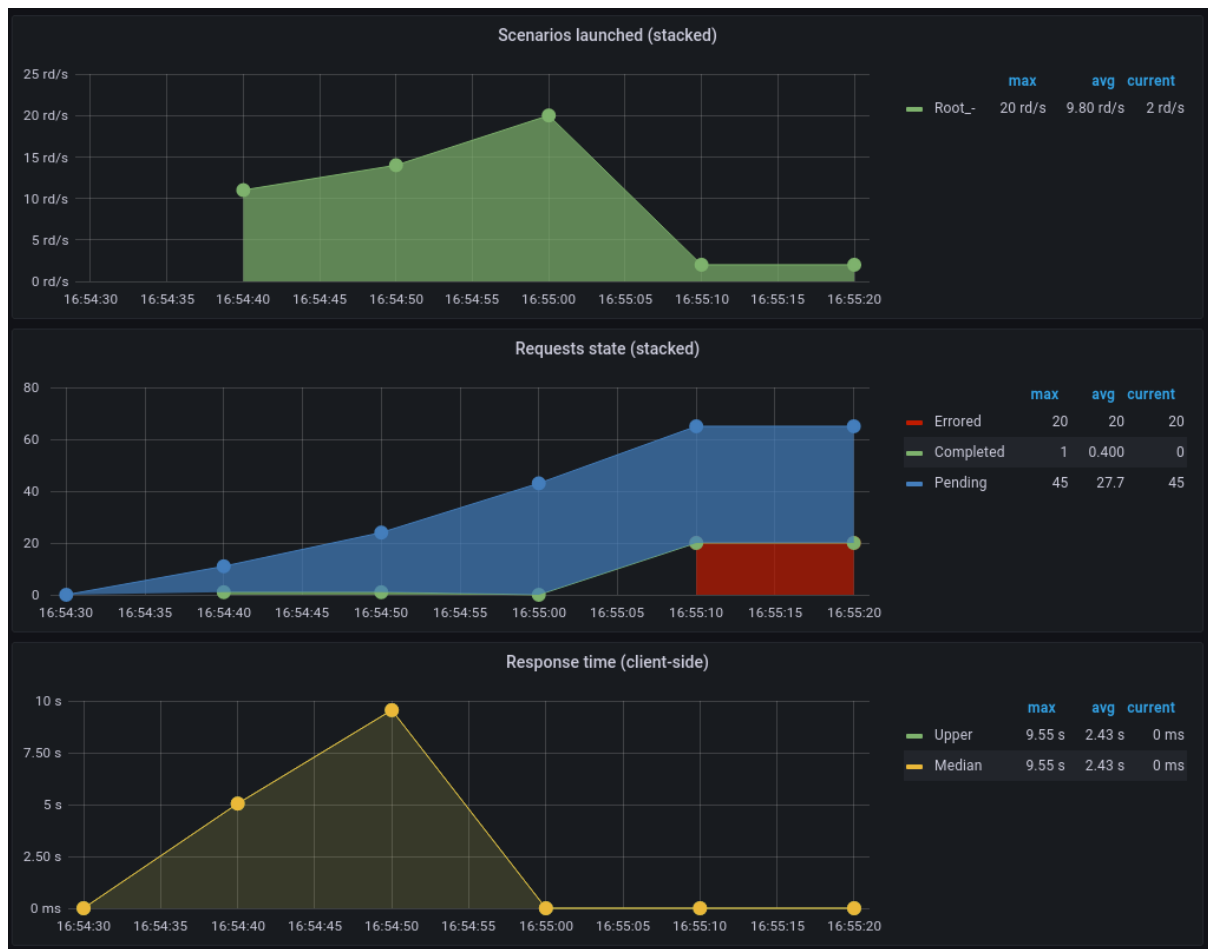 Scenarios launched (stacked)
25 rd/s
20 rd/s
15 rd/s
10 rd/s
5 rd/s
0 rd/s
16:54:30 16:54:35 16:54:40 16:54:45 16:54:50 16:54:55 16:55:00 16:55:05 16:55:10 16:55:15 16:55:20
max avg current
Root_- 20 rd/s 9.80 rd/s 2 rd/s
Requests state (stacked)
80
60
40
20
0
16:54:30 16:54:35 16:54:40 16:54:45 16:54:50 16:54:55 16:55:00 16:55:05 16:55:10 16:55:15 16:55:20
max avg current
Errored 20 20 20
Completed 1 0.400 0
Pending 45 27.7 45
Response time (client-side)
10 s
7.50 s
5 s
2.50 s
0 ms
16:54:30 16:54:35 16:54:40 16:54:45 16:54:50 16:54:55 16:55:00 16:55:05 16:55:10 16:55:15 16:55:20
max avg current
Upper 9.55 s 2.43 s 0 ms
Median 9.55 s 2.43 s 0 ms